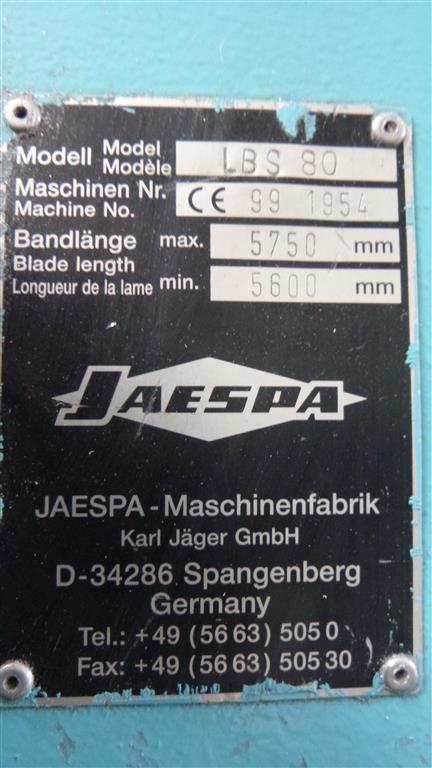 Modell Model Modèle LBS 80
Maschinen Nr. Machine No. CE 99 1954
Bandlänge max. 5750 mm
Blade length
Longueur de la lame min. 5600 mm
JAESPA
JAESPA-Maschinenfabrik
Karl Jäger GmbH
D-34286 Spangenberg
Germany
Tel.: +49 (56 63) 505 0
Fax: +49 (56 63) 505 30